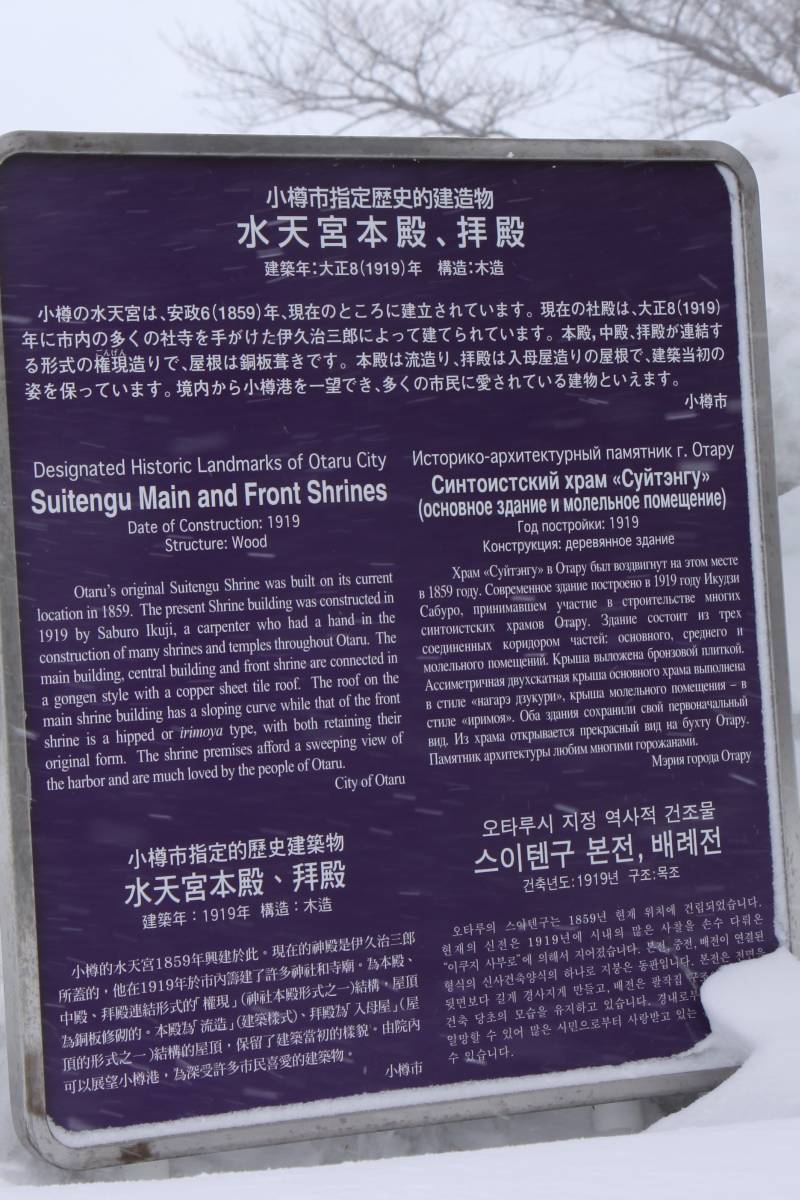 小樽市指定歴史的建造物
水天宮本殿、拝殿
建築年:大正8(1919)年 構造:木造
小樽の水天宮は、安政6(1859)年、現在のところに建立されています。現在の社殿は、大正8(1919)
年に市内の多くの社寺を手がけた伊久治三郎によって建てられています。本殿,中殿、拝殿が連結す
る形式の権現造りで、屋根は銅板葺きです。本殿は流造り、拝殿は入母屋造りの屋根で、建築当初の
姿を保っています。境内から小樽港を一望でき、多くの市民に愛されている建物といえます。
小樽市
Designated Historic Landmarks of Otaru City
Suitengu Main and Front Shrines
Date of Construction: 1919
Structure: Wood
Otaru's original Suitengu Shrine was built on its current
location in 1859. The present Shrine building was constructed in
1919 by Saburo Ikuji, a carpenter who had a hand in the
construction of many shrines and temples throughout Otaru. The
main building, central building and front shrine are connected in
a gongen style with a copper sheet tile roof. The roof on the
main shrine building has a sloping curve while that of the front
shrine is a hipped or irimoya type, with both retaining their
original form. The shrine premises afford a sweeping view of
the harbor and are much loved by the people of Otaru.
City of Otaru
Историко-архитектурный памятник г. Отару
Синтоистский храм «Суйтэнгу»
(основное здание и молельное помещение)
Год постройки: 1919
Конструкция: деревянное здание
Храм «Суйтэнгу» в Отару был воздвигнут на этом месте
в 1859 году. Современное здание построено в 1919 году Икудзи
Сабуро, принимавшем участие в строительстве многих
синтоистских храмов Отару. Здание состоит из трех
соединенных коридором частей: основного, среднего и
молельного помещений. Крыша выложена бронзовой плиткой.
Ассиметричная двухскатная крыша основного храма выполнена
в стиле «нагарэ дзукури», крыша молельного помещения – в
стиле «иримоя». Оба здания сохранили свой первоначальный
вид. Из храма открывается прекрасный вид на бухту Отару.
Памятник архитектуры любим многими горожанами.
Мэрия города Отару
小樽市指定的歷史建築物
水天宮本殿、拜殿
建築年：1919年 構造：木造
小樽的水天宮1859年興建於此。現在的神殿是伊久治三郎
所蓋的，他在1919年於市內籌建了許多神社和寺廟。為本殿、
中殿、拜殿連結形式的「權現」(神社本殿形式之一)結構，屋頂
為銅板修砌的。本殿為「流造」(建築樣式)、拜殿為「入母屋」(屋
頂的形式之一)結構的屋頂，保留了建築當初的樣貌。由院內
可以展望小樽港，為深受許多市民喜愛的建築物。
小樽市
오타루시 지정 역사적 건조물
스이텐구 본전, 배례전
건축년도:1919년 구조:목조
오타루의 스이텐구는 1859년 현재 위치에 건립되었습니다.
현재의 신전은 1919년에 시내의 많은 사찰을 손수 다뤄온
“이쿠지 사부로”에 의해서 지어졌습니다. 본전, 중전, 배전이 연결된
형식의 신사건축양식의 하나로 지붕은 동판입니다. 본전은 전면을
뒷면보다 길게 경사지게 만들고, 배전은 팔작집 구조
건축 당초의 모습을 유지하고 있습니다. 경내로부
일망할 수 있어 많은 시민으로부터 사랑받고 있는
수 있습니다.